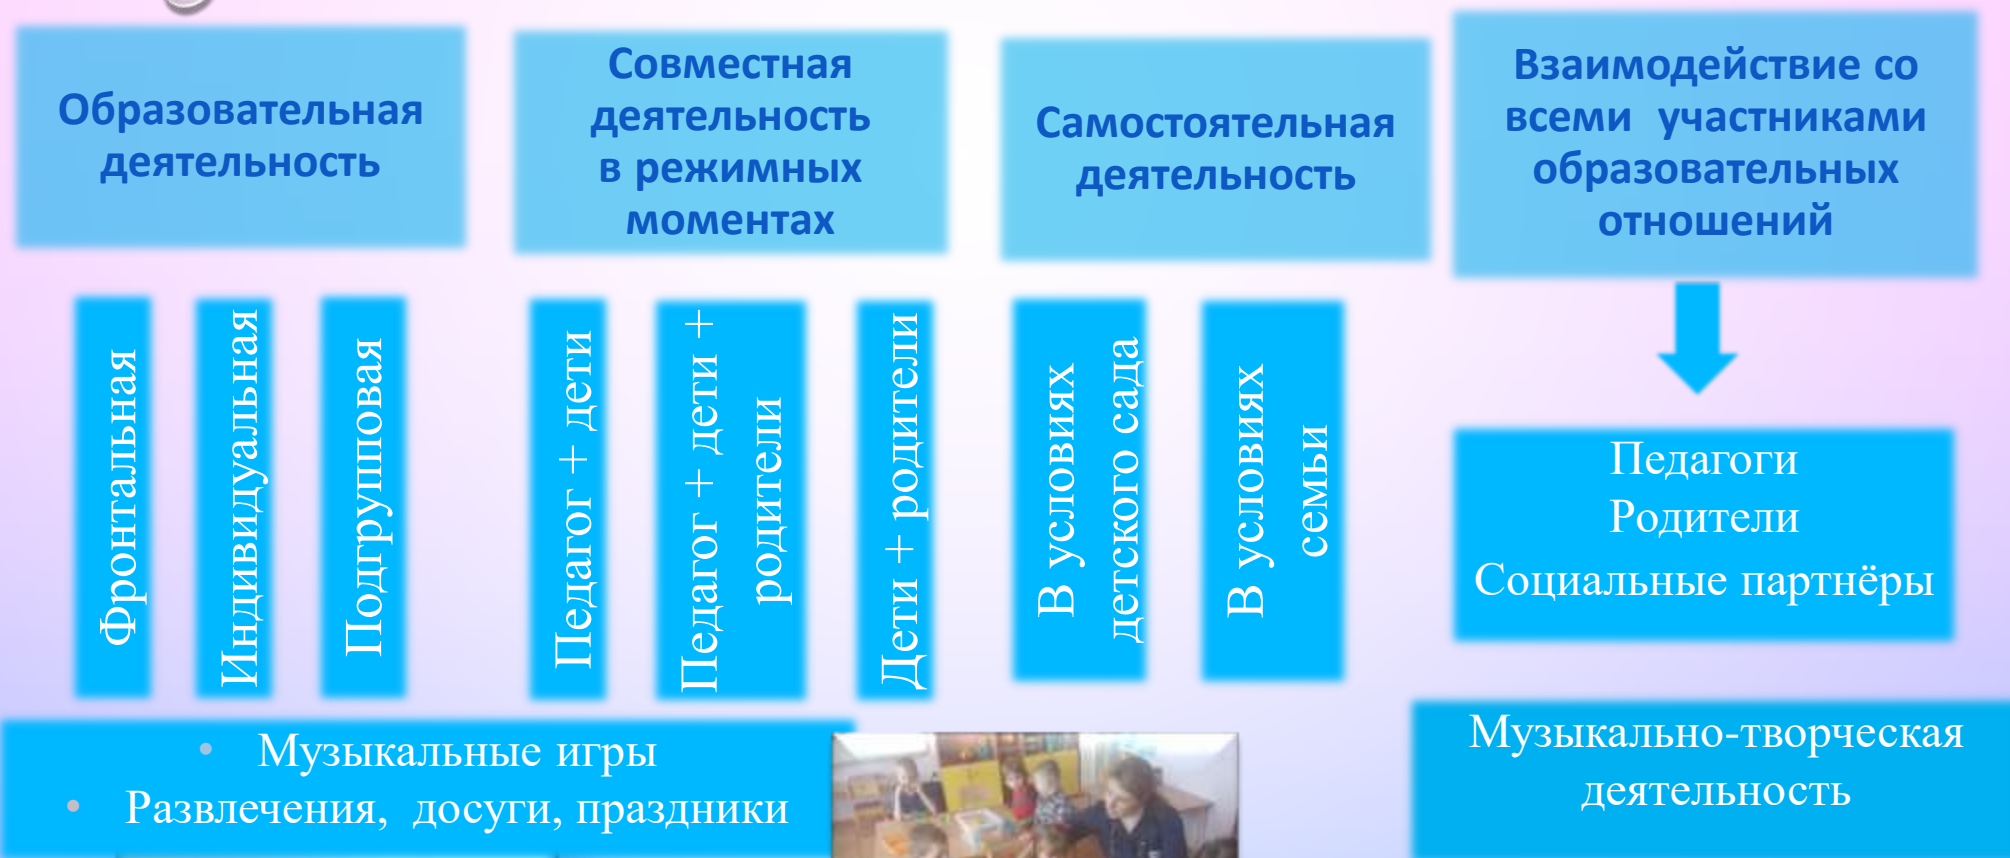 Образовательная
деятельность
Совместная
деятельность
в режимных
моментах
Самостоятельная
деятельность
Взаимодействие со
всеми участниками
образовательных
отношений
Фронтальная
Индивидуальная
Подгрупповая
Педагог + дети
Педагог + дети +
родители
Дети + родители
В условиях
детского сада
В условиях
семьи
Педагоги
Родители
Социальные партнёры
• Музыкальные игры
• Развлечения, досуги, праздники
Музыкально-творческая
деятельность